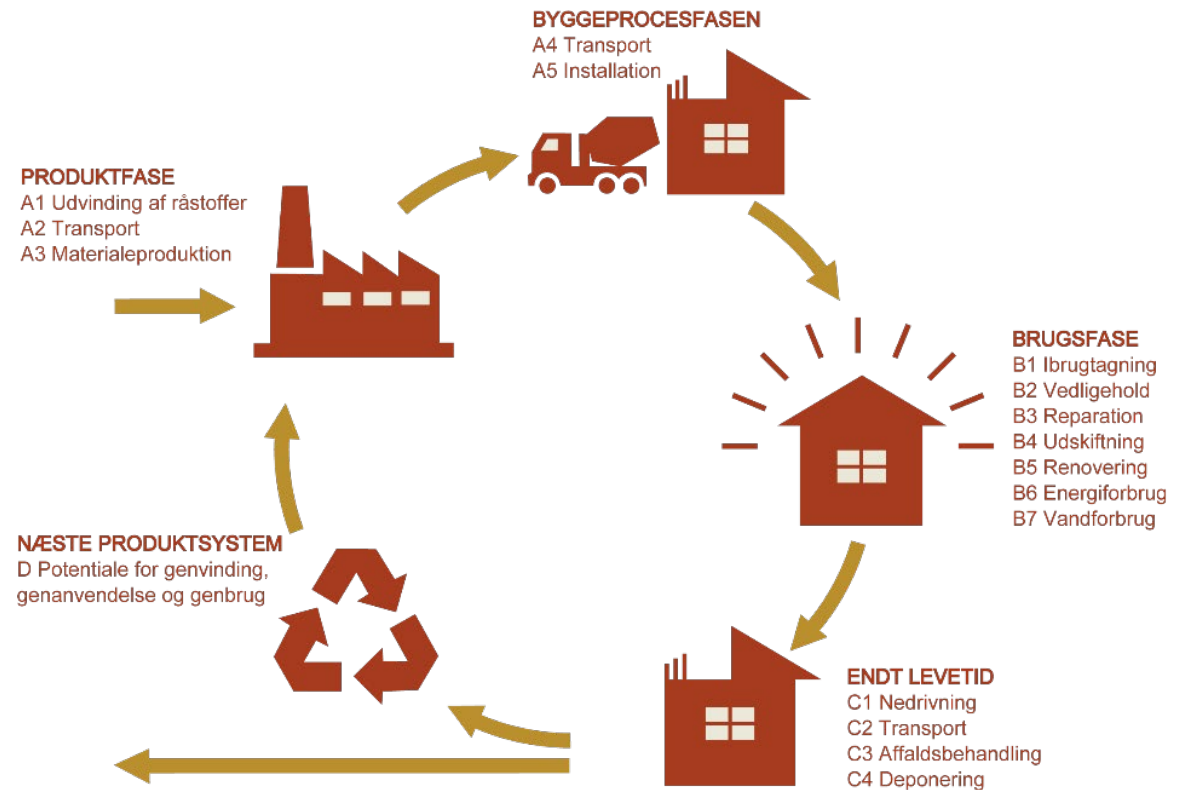 BYGGEPROCESFASEN
A4 Transport
A5 Installation
PRODUKTFASE
A1 Udvinding af råstoffer
A2 Transport
A3 Materialeproduktion
BRUGSFASE
B1 Ibrugtagning
B2 Vedligehold
B3 Reparation
B4 Udskiftning
B5 Renovering
B6 Energiforbrug
B7 Vandforbrug
NÆSTE PRODUKTSYSTEM
D Potentiale for genvinding,
genanvendelse og genbrug
ENDT LEVETID
C1 Nedrivning
C2 Transport
C3 Affaldsbehandling
C4 Deponering